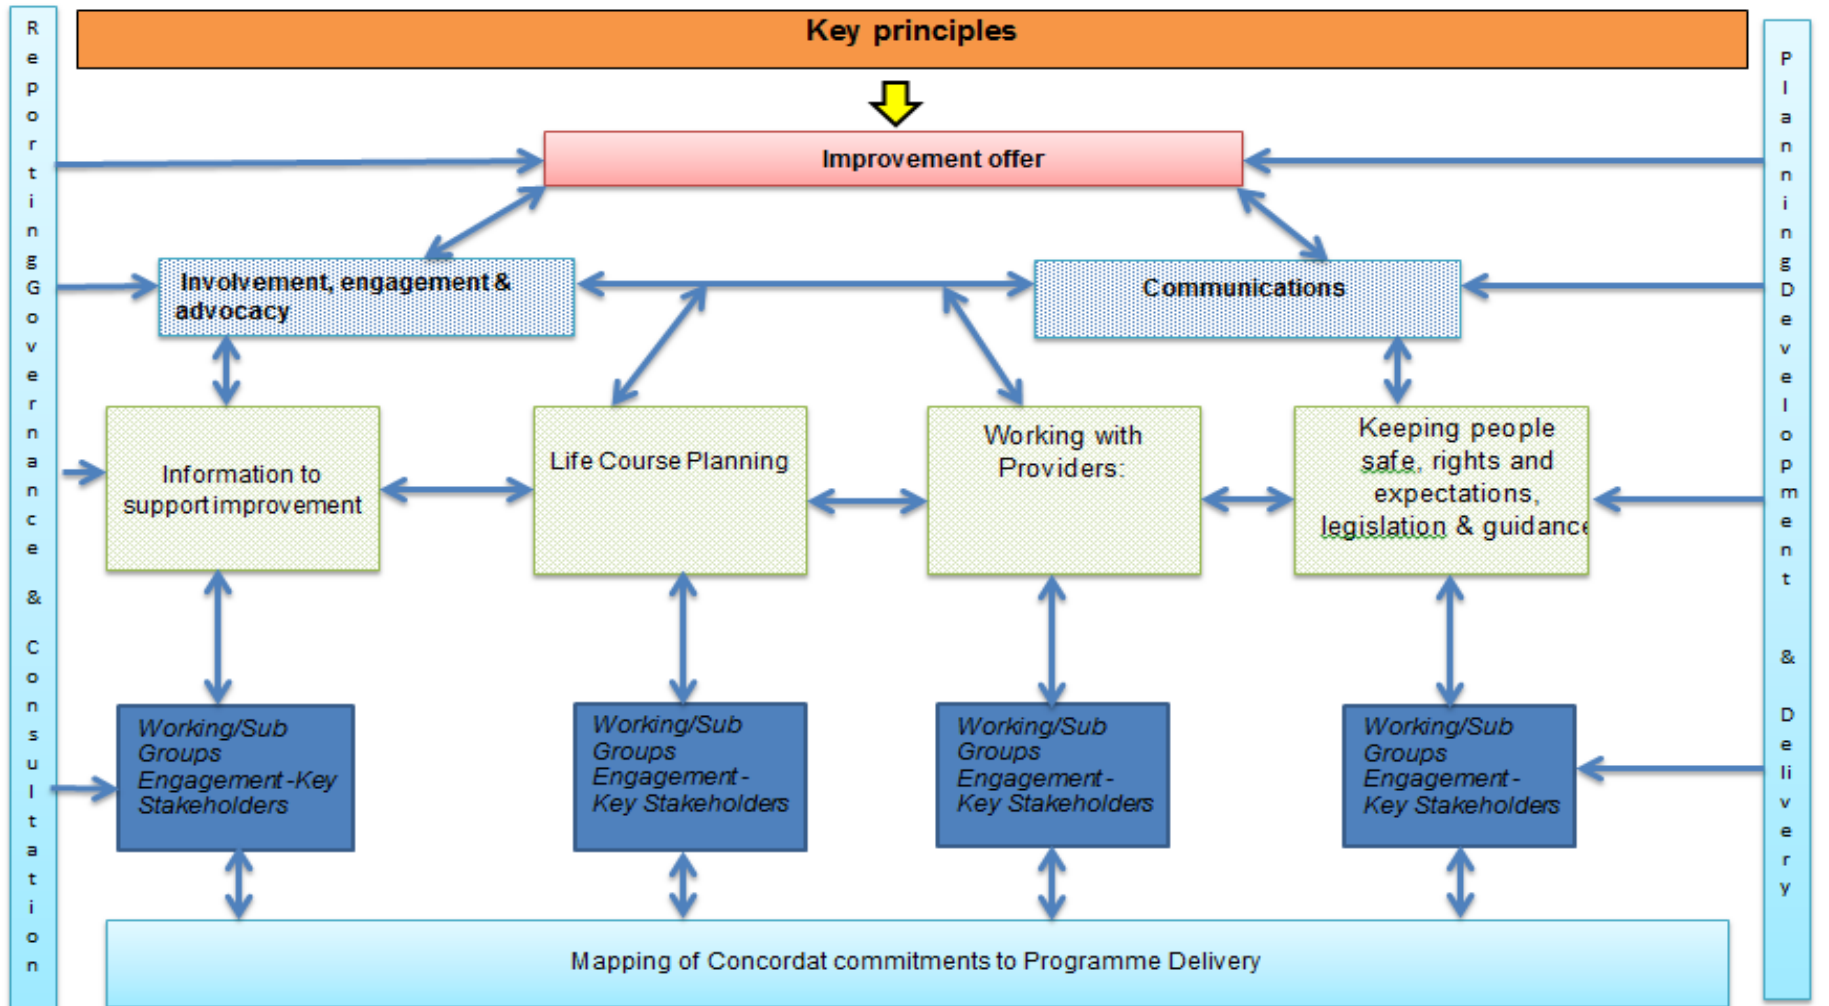 Key principles
Improvement offer
Involvement, engagement &
advocacy
Communications
Information to
support improvement
Life Course Planning
Working with
Providers:
Keeping people
safe, rights and
expectations,
legislation & guidance
Working/Sub
Groups
Engagement -Key
Stakeholders
Working/Sub
Groups
Engagement -
Key Stakeholders
Working/Sub
Groups
Engagement -
Key Stakeholders
Working/Sub
Groups
Engagement -
Key Stakeholders
Mapping of Concordat commitments to Programme Delivery
Reporting Governance & Consultation
Planning Development & Delivery